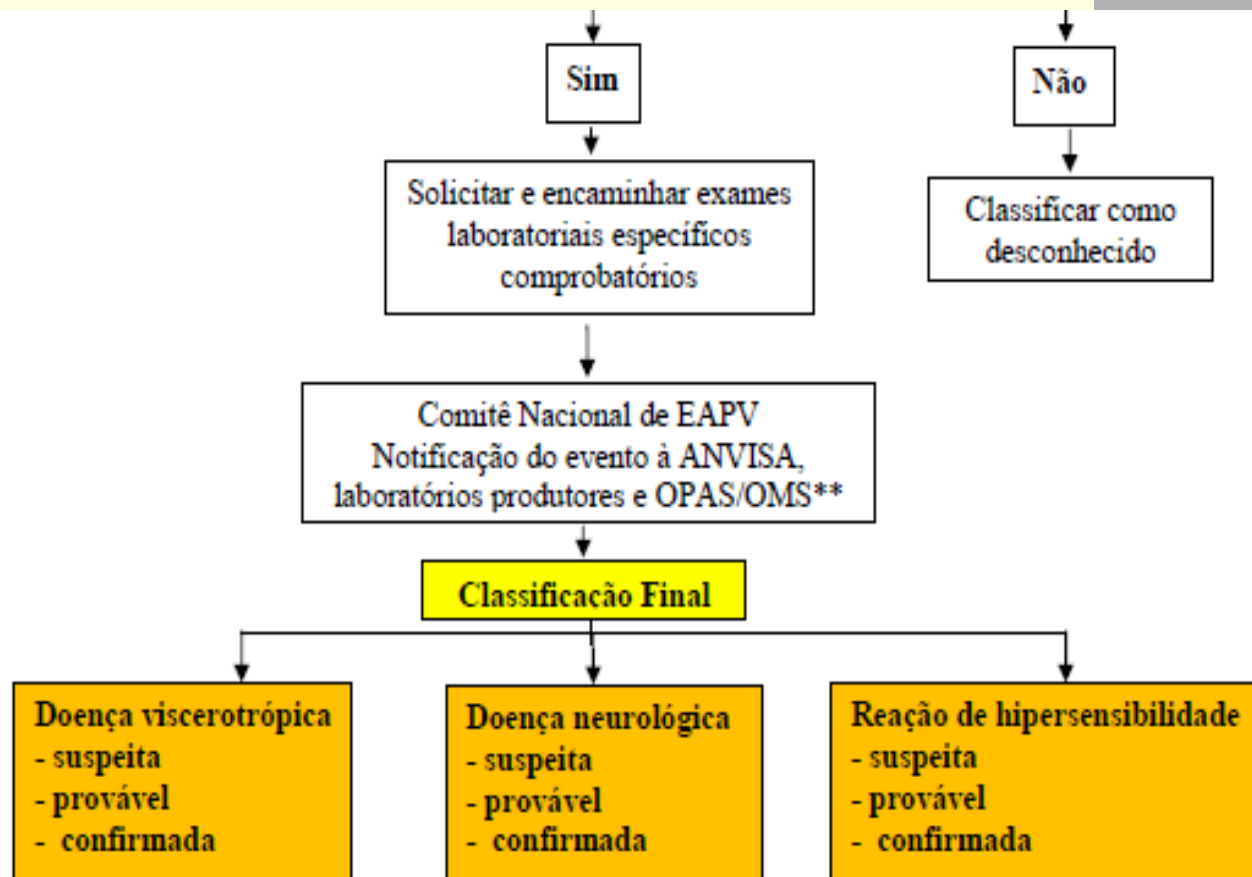 Sim
Não
Solicitar e encaminhar exames
laboratoriais específicos
comprobatórios
Classificar como
desconhecido
Comitê Nacional de EAPV
Notificação do evento à ANVISA,
laboratórios produtores e OPAS/OMS**
Classificação Final
Doença viscerotrópica
- suspeita
- provável
- confirmada
Doença neurológica
- suspeita
- provável
- confirmada
Reação de hipersensibilidade
- suspeita
- provável
- confirmada